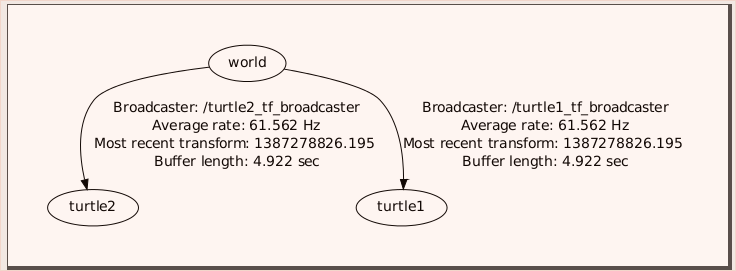 world
Broadcaster: /turtle2_tf_broadcaster
Average rate: 61.562 Hz
Most recent transform: 1387278826.195
Buffer length: 4.922 sec
Broadcaster: /turtle1_tf_broadcaster
Average rate: 61.562 Hz
Most recent transform: 1387278826.195
Buffer length: 4.922 sec
turtle2
turtle1